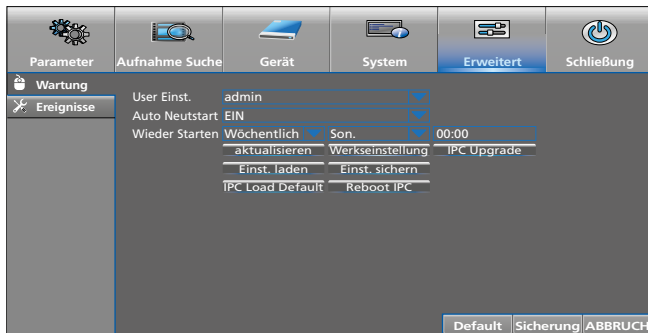 Parameter Aufnahme Suche Gerät System Erweitert Schließung
Wartung
Ereignisse
User Einst. admin
Auto Neutstart EIN
Wieder Starten Wöchentlich Son. 00:00
aktualisieren Werkseinstellung IPC Upgrade
Einst. laden Einst. sichern
IPC Load Default Reboot IPC
Default Sicherung ABBRUCH